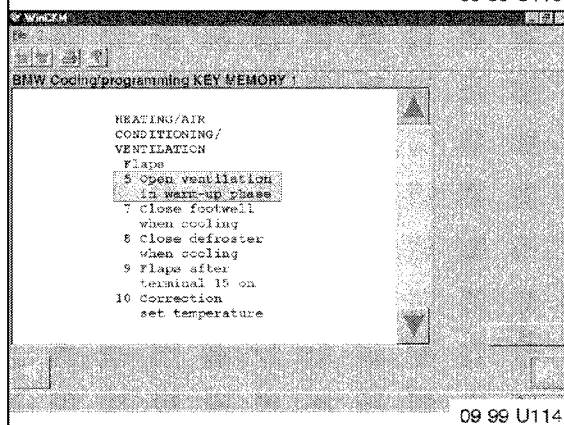 WinCKM
BMW Coding/programming KEY MEMORY 1
HEATING/AIR
CONDITIONING/
VENTILATION
Flaps
5 Open ventilation
in warm-up phase
7 Close footwell
when cooling
8 Close defroster
when cooling
9 Flaps after
terminal 15 on
10 Correction
set temperature
09 99 U114